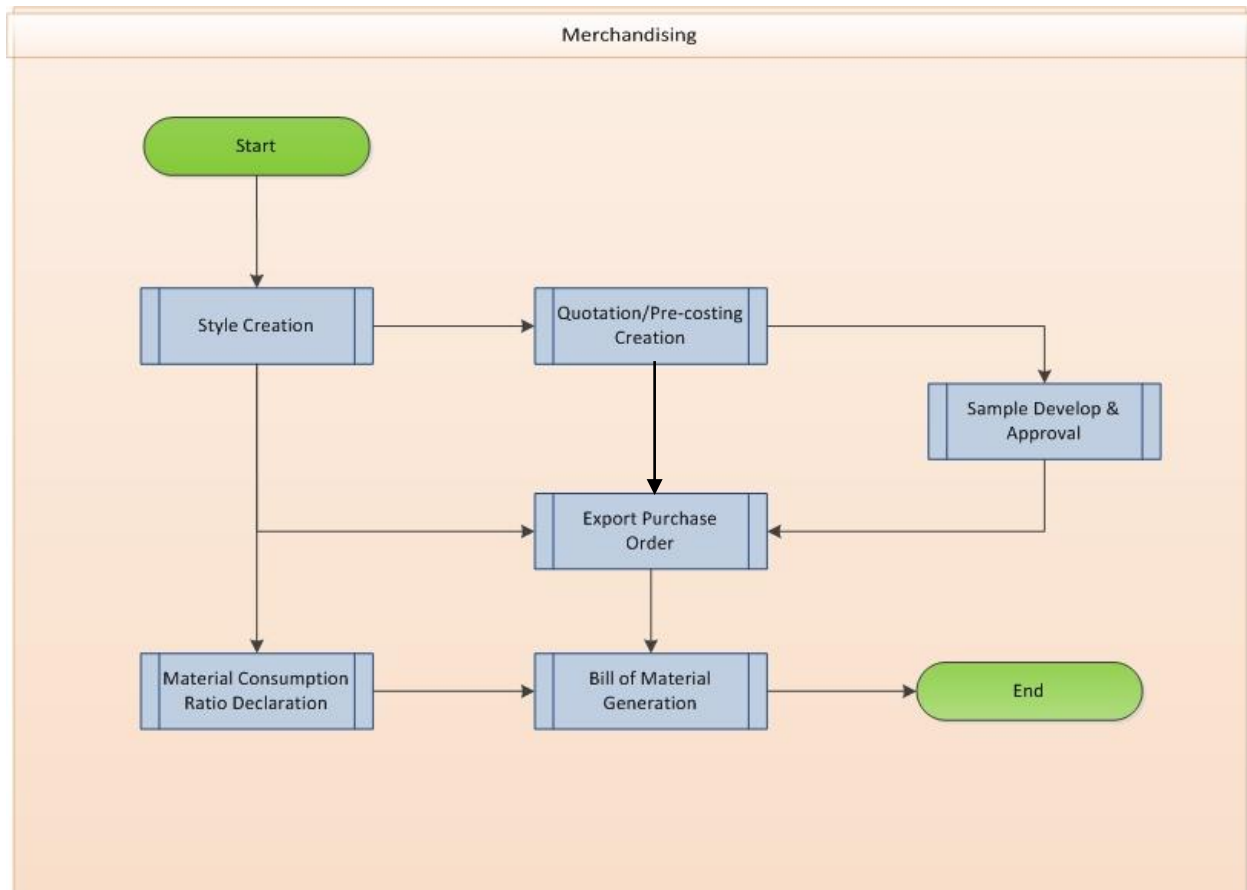 Merchandising
Start
Style Creation
Quotation/Pre-costing
Creation
Sample Develop &
Approval
Export Purchase
Order
Material Consumption
Ratio Declaration
Bill of Material
Generation
End